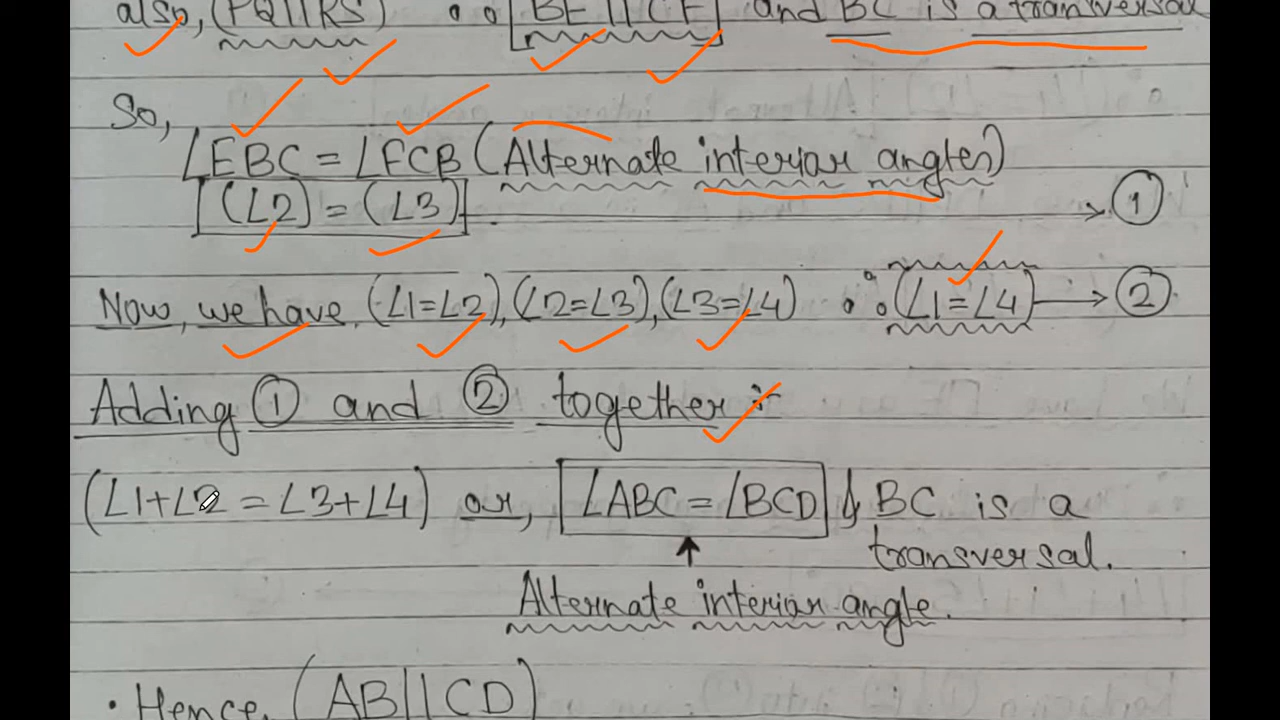 also, (PQ||RS) ∴ [BE||CF] and BC is a transversal
So,
∠EBC = ∠FCB (Alternate interior angles)
[(∠2) = (∠3)]. → ①
Now, we have, (∠1=∠2), (∠2=∠3), (∠3=∠4) ∴ (∠1=∠4) → ②
Adding ① and ② together :-
(∠1+∠2 = ∠3+∠4) or, ∠ABC = ∠BCD & BC is a
transversal.
↑
Alternate interior angle.
• Hence, (AB||CD)